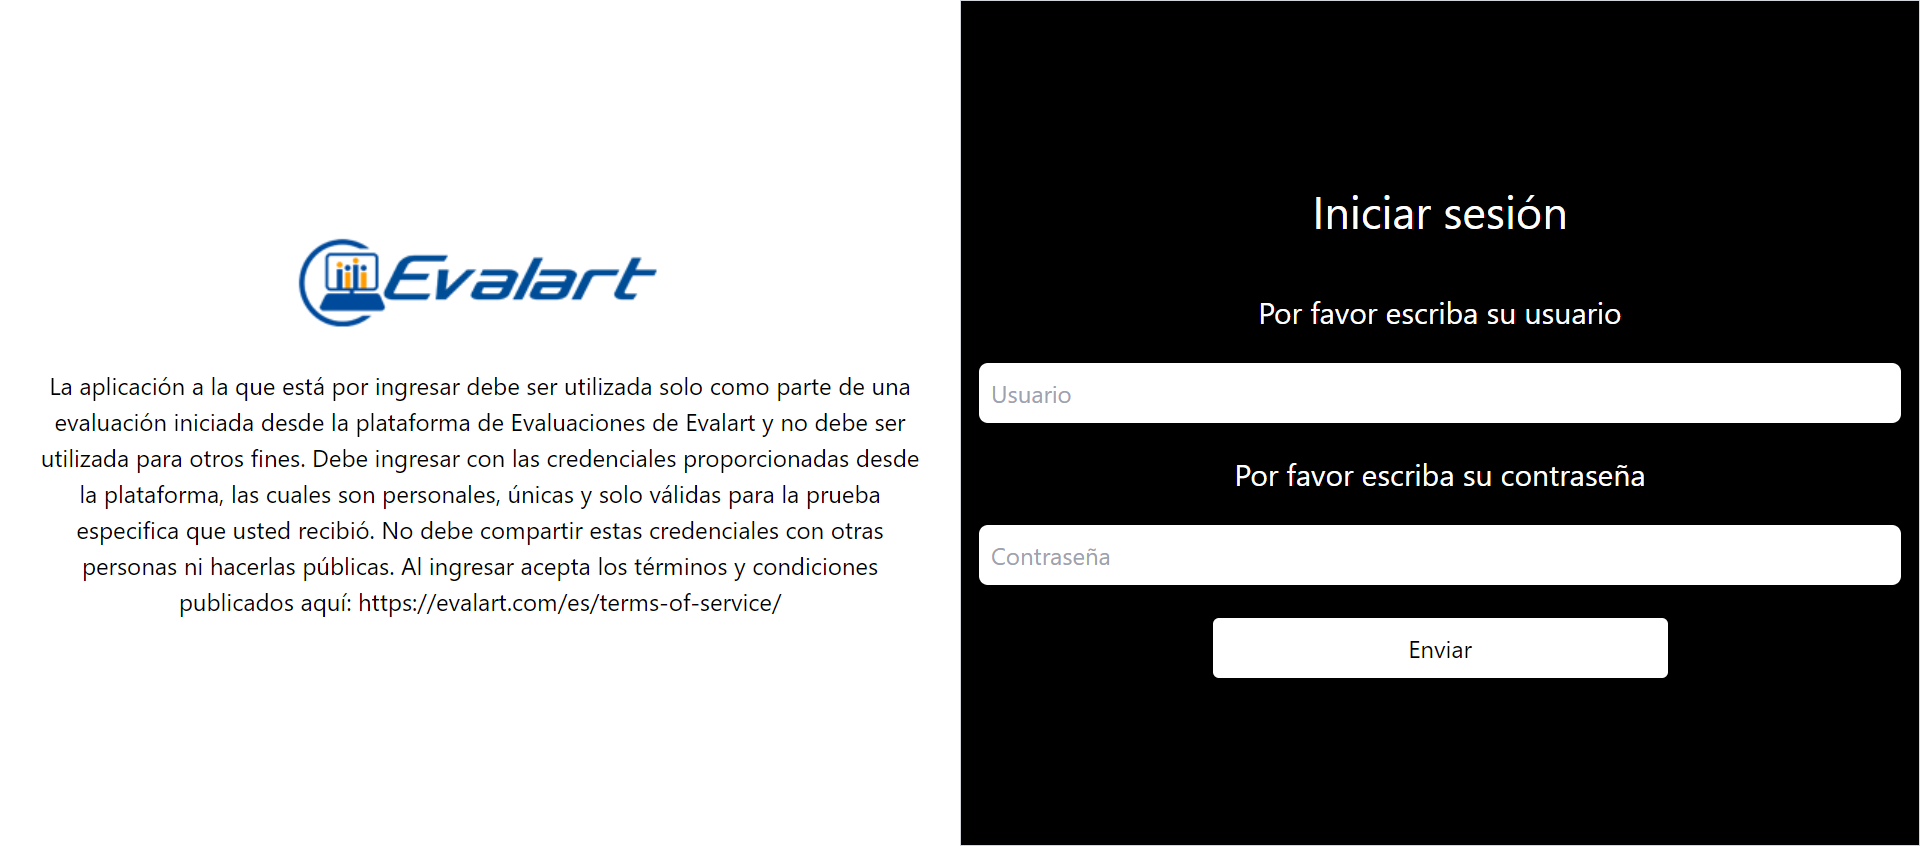 Evalart
La aplicación a la que está por ingresar debe ser utilizada solo como parte de una
evaluación iniciada desde la plataforma de Evaluaciones de Evalart y no debe ser
utilizada para otros fines. Debe ingresar con las credenciales proporcionadas desde
la plataforma, las cuales son personales, únicas y solo válidas para la prueba
especifica que usted recibió. No debe compartir estas credenciales con otras
personas ni hacerlas públicas. Al ingresar acepta los términos y condiciones
publicados aquí: https://evalart.com/es/terms-of-service/
Iniciar sesión
Por favor escriba su usuario
Usuario
Por favor escriba su contraseña
Contraseña
Enviar